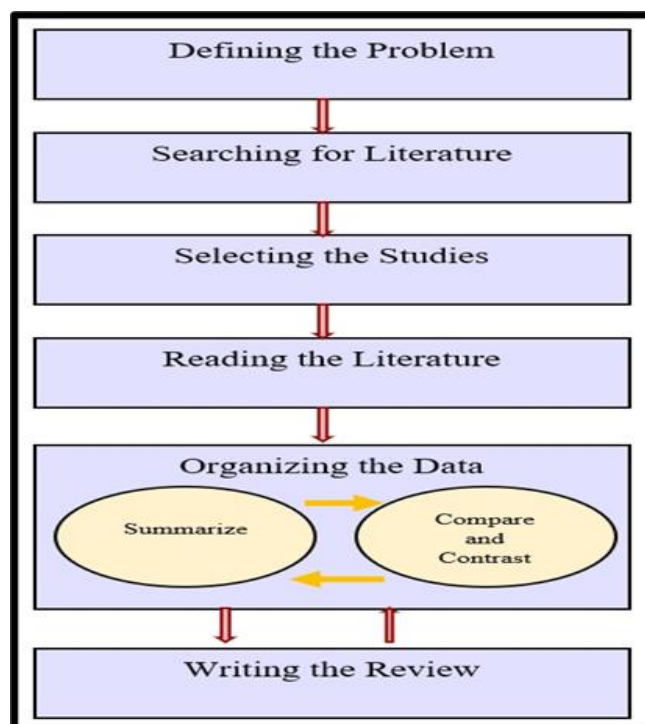 Defining the Problem
Searching for Literature
Selecting the Studies
Reading the Literature
Organizing the Data
Summarize
Compare
and
Contrast
Writing the Review